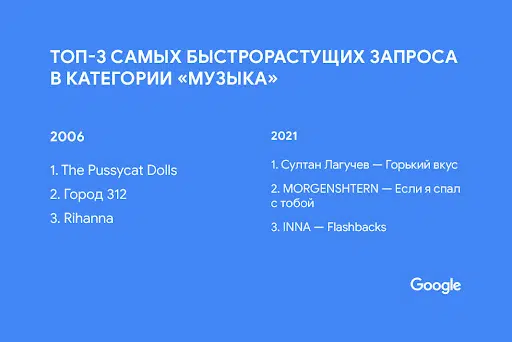 ТОП-3 САМЫХ БЫСТРОРАСТУЩИХ ЗАПРОСА
В КАТЕГОРИИ «МУЗЫКА»
2006
1. The Pussycat Dolls
2. Город 312
3. Rihanna
2021
1. Султан Лагучев — Горький вкус
2. MORGENSHTERN — Если я спал
с тобой
3. INNA — Flashbacks
Google